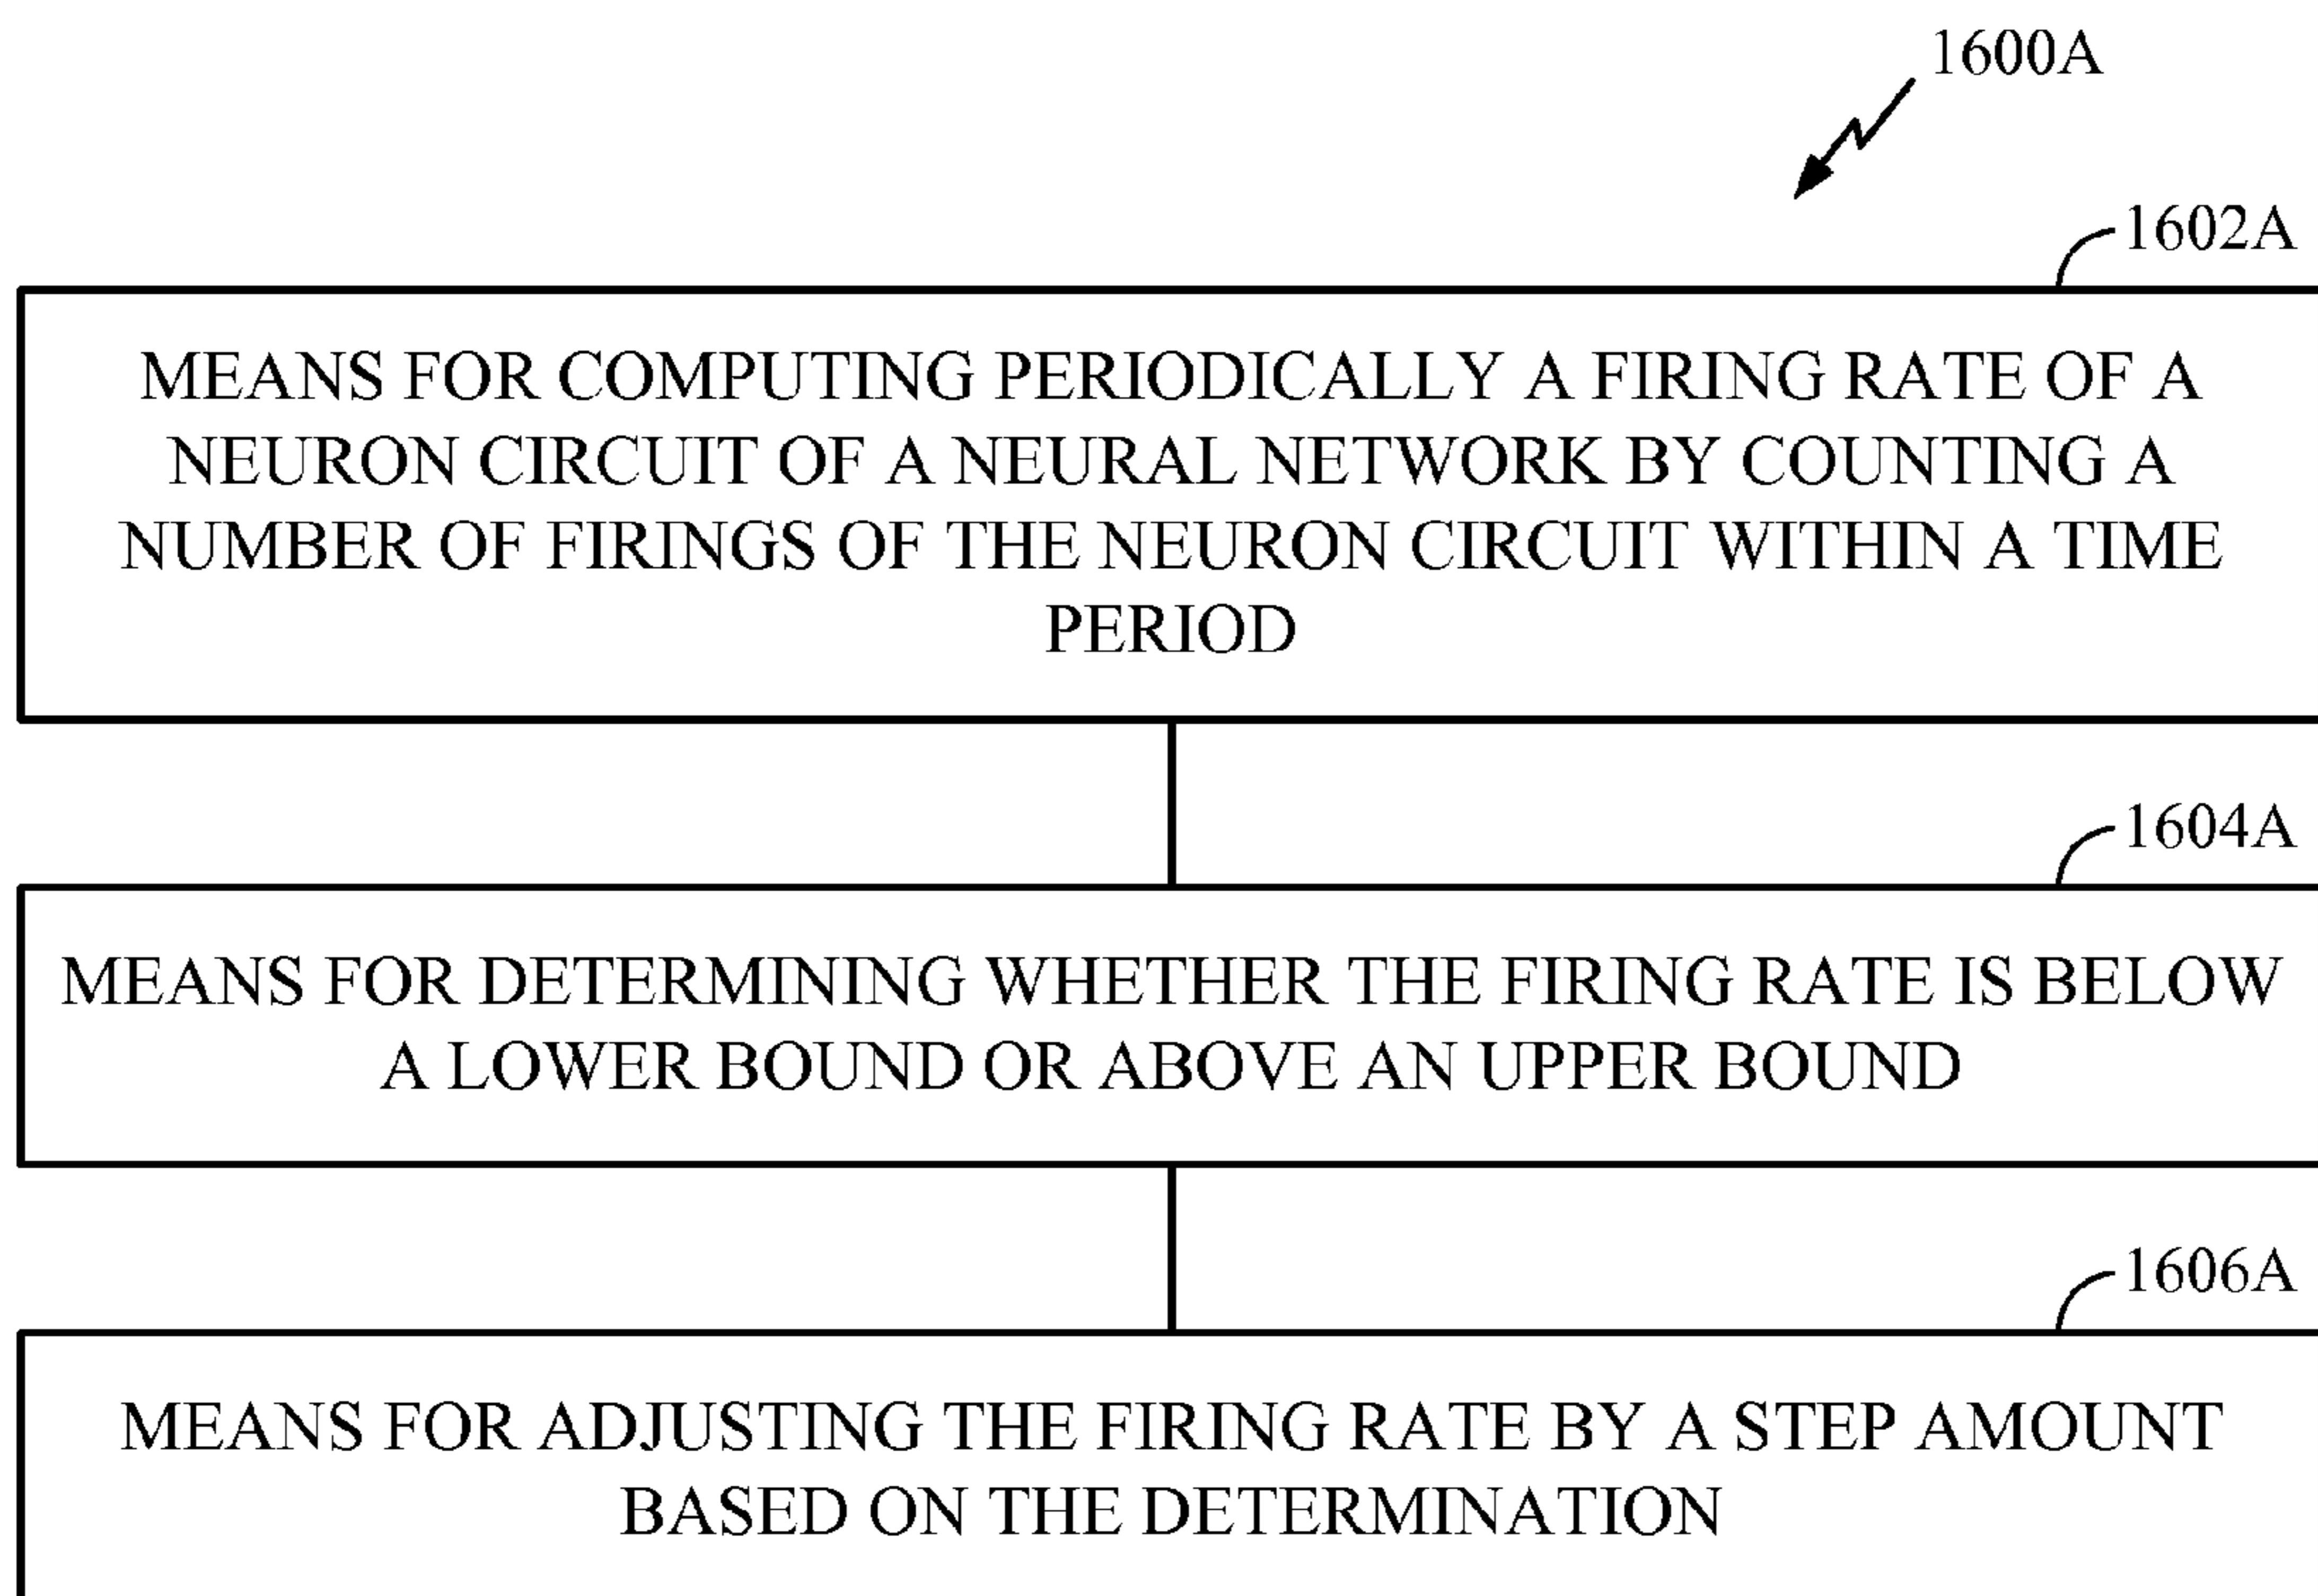 1600A
1602A
MEANS FOR COMPUTING PERIODICALLY A FIRING RATE OF A
NEURON CIRCUIT OF A NEURAL NETWORK BY COUNTING A
NUMBER OF FIRINGS OF THE NEURON CIRCUIT WITHIN A TIME
PERIOD
1604A
MEANS FOR DETERMINING WHETHER THE FIRING RATE IS BELOW
A LOWER BOUND OR ABOVE AN UPPER BOUND
1606A
MEANS FOR ADJUSTING THE FIRING RATE BY A STEP AMOUNT
BASED ON THE DETERMINATION